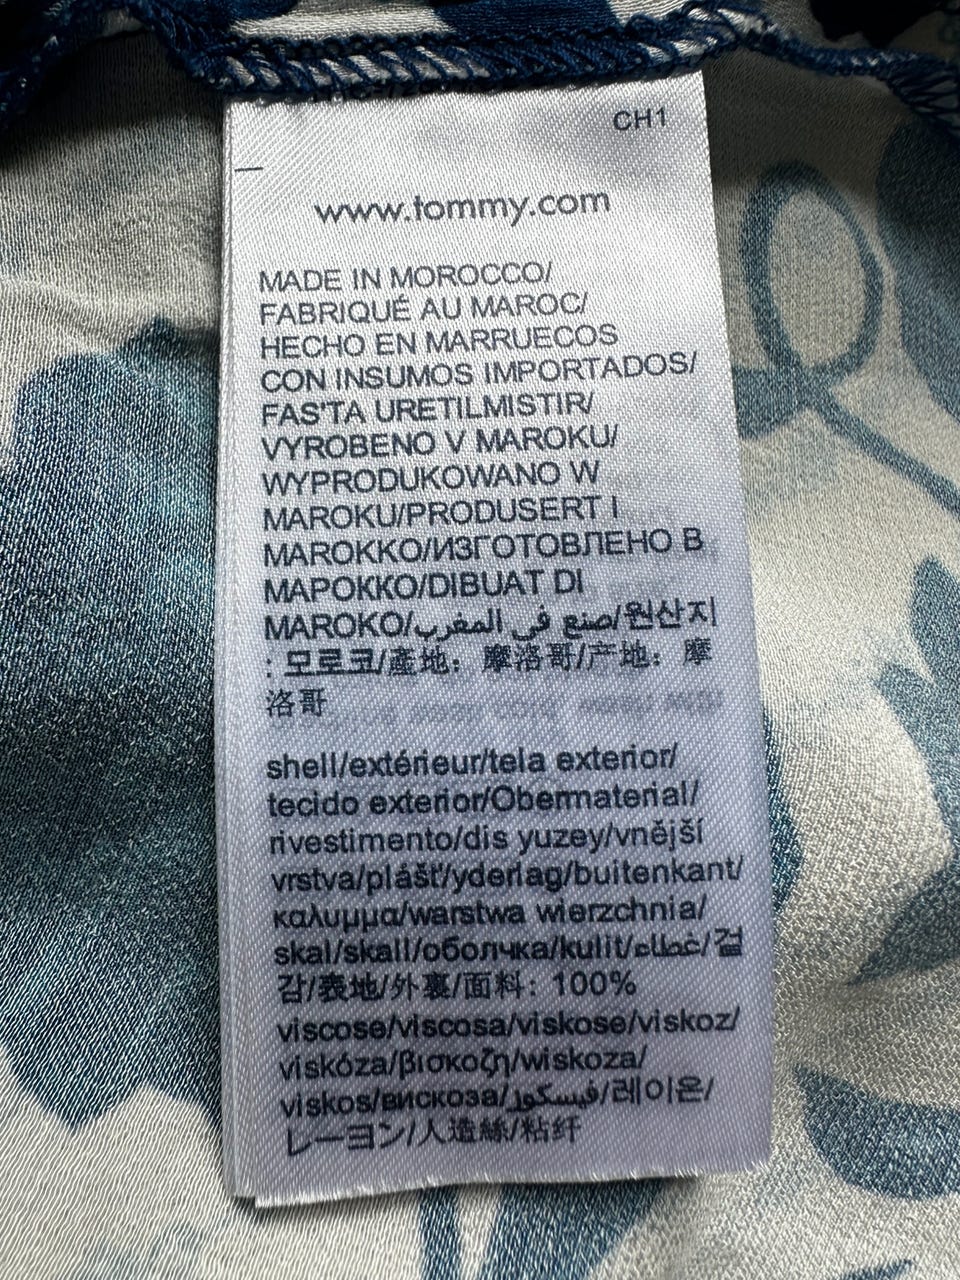 CH1
www.tommy.com
MADE IN MOROCCO/
FABRIQUÉ AU MAROC/
HECHO EN MARRUECOS
CON INSUMOS IMPORTADOS/
FAS'TA URETILMISTIR/
VYROBENO V MAROKU/
WYPRODUKOWANO W
MAROKU/PRODUSERT I
MAROKKO/ИЗГОТОВЛЕНО В
МАРОККО/DIBUAT DI
MAROKO/صنع في المغرب/원산지
: 모로코/產地：摩洛哥/产地：摩
洛哥
shell/extérieur/tela exterior/
tecido exterior/Obermaterial/
rivestimento/dis yuzey/vnější
vrstva/plášť/yderlag/buitenkant/
καλυμμα/warstwa wierzchnia/
skal/skall/оболчка/kulit/غطاء/겉
감/表地/外裏/面料: 100%
viscose/viscosa/viskose/viskoz/
viskóza/βισκοζη/wiskoza/
viskos/вискоза/فيسكوز/레이온/
レーヨン/人造絲/粘纤